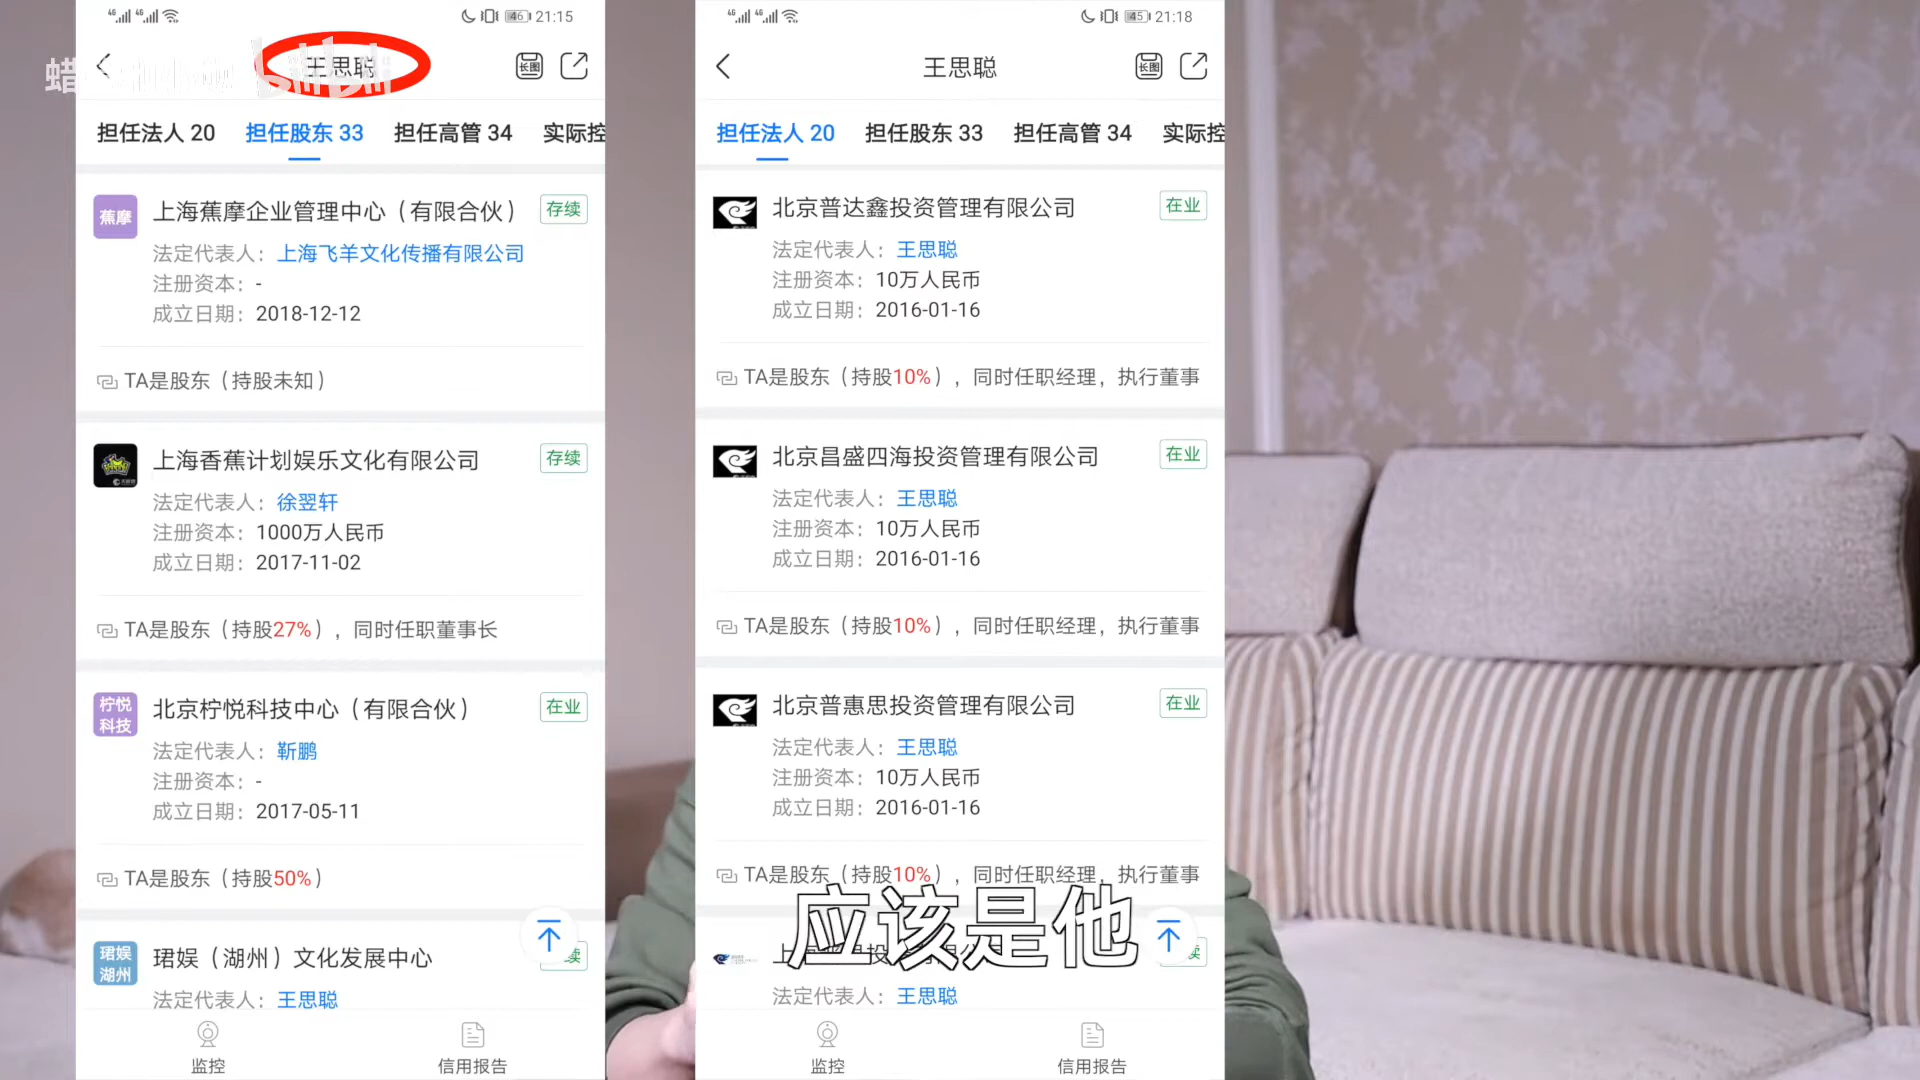 21:15
王思聪
长图
担任法人 20
担任股东 33
担任高管 34
实际控
蕉摩
上海蕉摩企业管理中心（有限合伙）
存续
法定代表人：上海飞羊文化传播有限公司
注册资本：-
成立日期：2018-12-12
TA是股东（持股未知）
上海香蕉计划娱乐文化有限公司
存续
法定代表人：徐翌轩
注册资本：1000万人民币
成立日期：2017-11-02
TA是股东（持股27%），同时任职董事长
柠悦
科技
北京柠悦科技中心（有限合伙）
在业
法定代表人：靳鹏
注册资本：-
成立日期：2017-05-11
TA是股东（持股50%）
珺娱
湖州
珺娱（湖州）文化发展中心
法定代表人：王思聪
监控
信用报告
21:18
王思聪
长图
担任法人 20
担任股东 33
担任高管 34
实际控
北京普达鑫投资管理有限公司
在业
法定代表人：王思聪
注册资本：10万人民币
成立日期：2016-01-16
TA是股东（持股10%），同时任职经理，执行董事
北京昌盛四海投资管理有限公司
在业
法定代表人：王思聪
注册资本：10万人民币
成立日期：2016-01-16
TA是股东（持股10%），同时任职经理，执行董事
北京普惠思投资管理有限公司
在业
法定代表人：王思聪
注册资本：10万人民币
成立日期：2016-01-16
TA是股东（持股10%），同时任职经理，执行董事
应该是他
法定代表人：王思聪
监控
信用报告
bilibili